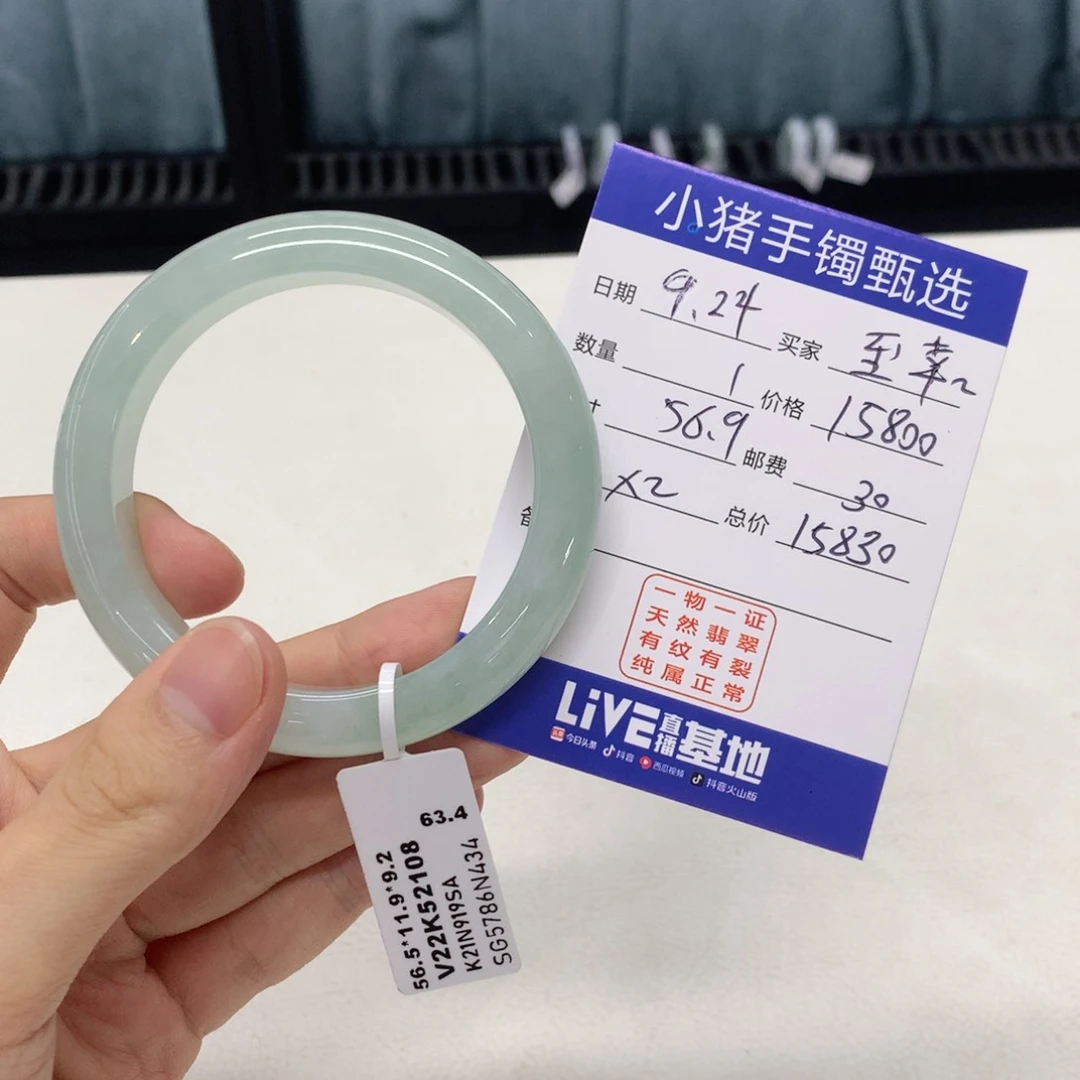 小猪手镯甄选
日期 9.24 买家
数量 1 价格 15800
56.9 邮费 30
X2 总价 15830
一物一证
天然翡翠
有纹有裂
纯属正常
LiVE直播基地
头条 今日头条 抖音 西瓜视频 抖音火山版
63.4
56.5*11.9*9.2
V22K52108
K21N919SA
SG5786N434